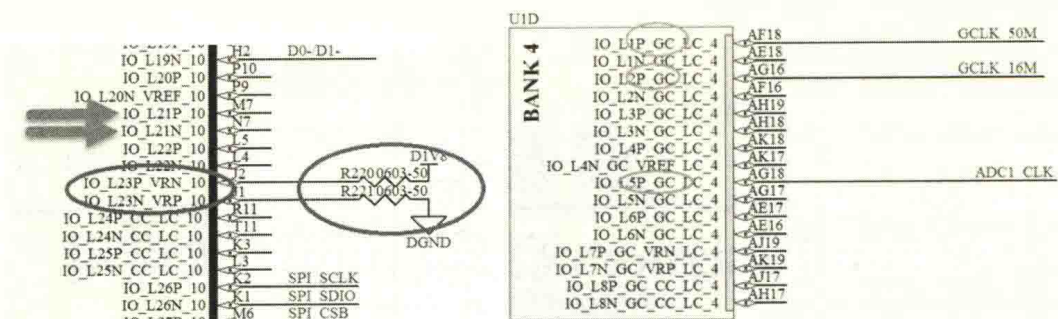 IO_L19N_10 H2 D0-/D1-
IO_L20P_10 P10
IO_L20N_VREF_10 P9
IO_L21P_10 M7
IO_L21N_10 N7
IO_L22P_10 L5
IO_L22N_10 L4
IO_L23P_VRN_10 J2 R220 0603-50 D1V8
IO_L23N_VRP_10 J1 R221 0603-50
IO_L24P_CC_LC_10 R11
IO_L24N_CC_LC_10 T11 DGND
IO_L25P_CC_LC_10 K3
IO_L25N_CC_LC_10 L3
IO_L26P_10 K2 SPI_SCLK
IO_L26N_10 K1 SPI_SDIO
M6 SPI_CSB
U1D
BANK 4
IO_L1P_GC_LC_4 AF18 GCLK_50M
IO_L1N_GC_LC_4 AE18
IO_L2P_GC_LC_4 AG16 GCLK_16M
IO_L2N_GC_LC_4 AF16
IO_L3P_GC_LC_4 AH19
IO_L3N_GC_LC_4 AH18
IO_L4P_GC_LC_4 AK18
IO_L4N_GC_VREF_LC_4 AK17
IO_L5P_GC_LC_4 AG18 ADC1_CLK
IO_L5N_GC_LC_4 AG17
IO_L6P_GC_LC_4 AE17
IO_L6N_GC_LC_4 AE16
IO_L7P_GC_VRN_LC_4 AJ19
IO_L7N_GC_VRP_LC_4 AK19
IO_L8P_GC_CC_LC_4 AJ17
IO_L8N_GC_CC_LC_4 AH17